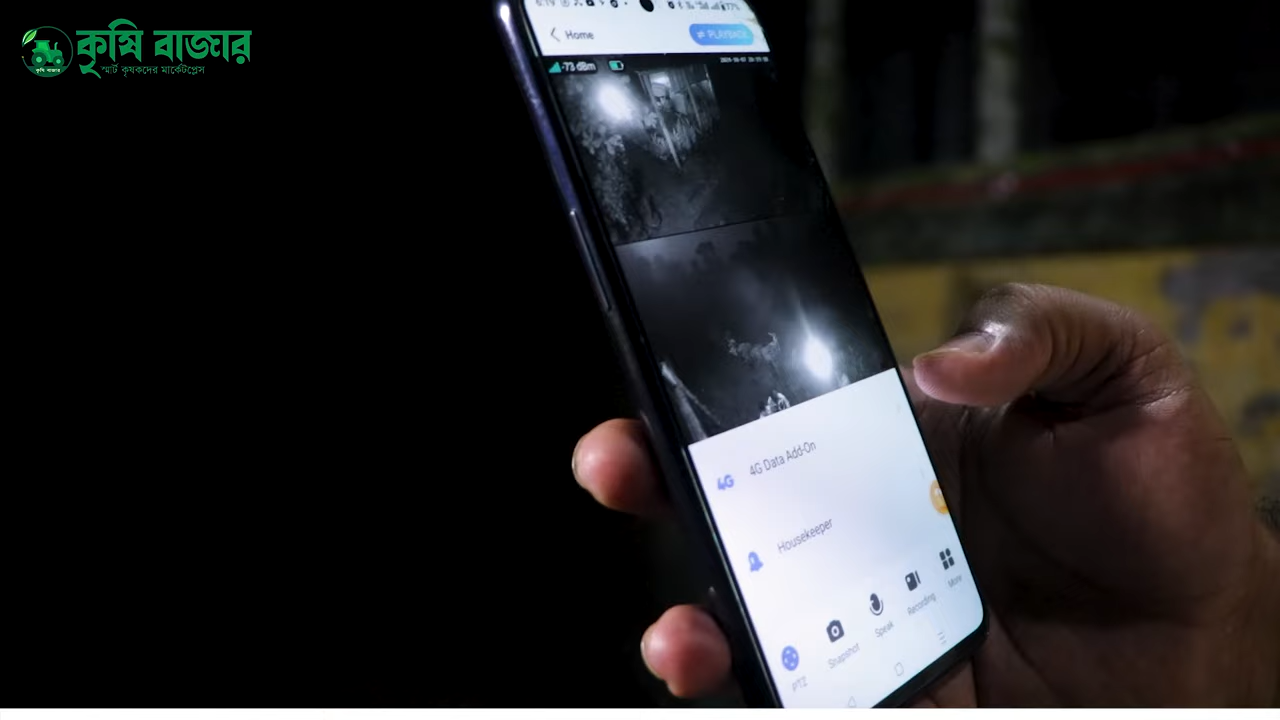 কৃষি বাজার
স্মার্ট কৃষকদের মার্কেটপ্লেস
কৃষি বাজার
Home
PLAYBACK
-73 dBm
4G
4G Data Add-On
Housekeeper
PTZ
Snapshot
Speak
Recording
More